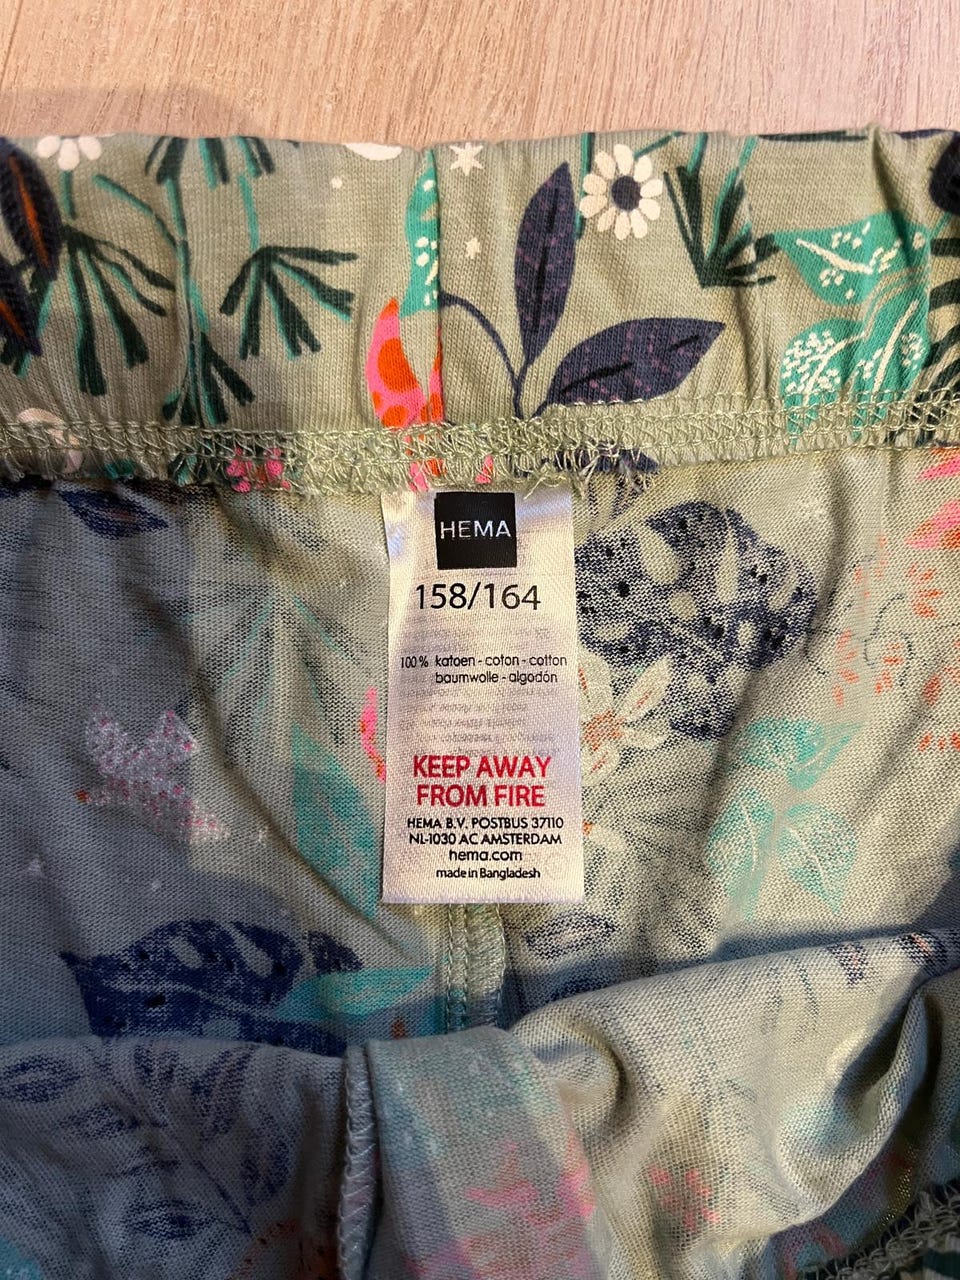 HEMA
158/164
100 % katoen - coton - cotton
baumwolle - algodón
KEEP AWAY
FROM FIRE
HEMA B.V. POSTBUS 37110
NL-1030 AC AMSTERDAM
hema.com
made in Bangladesh